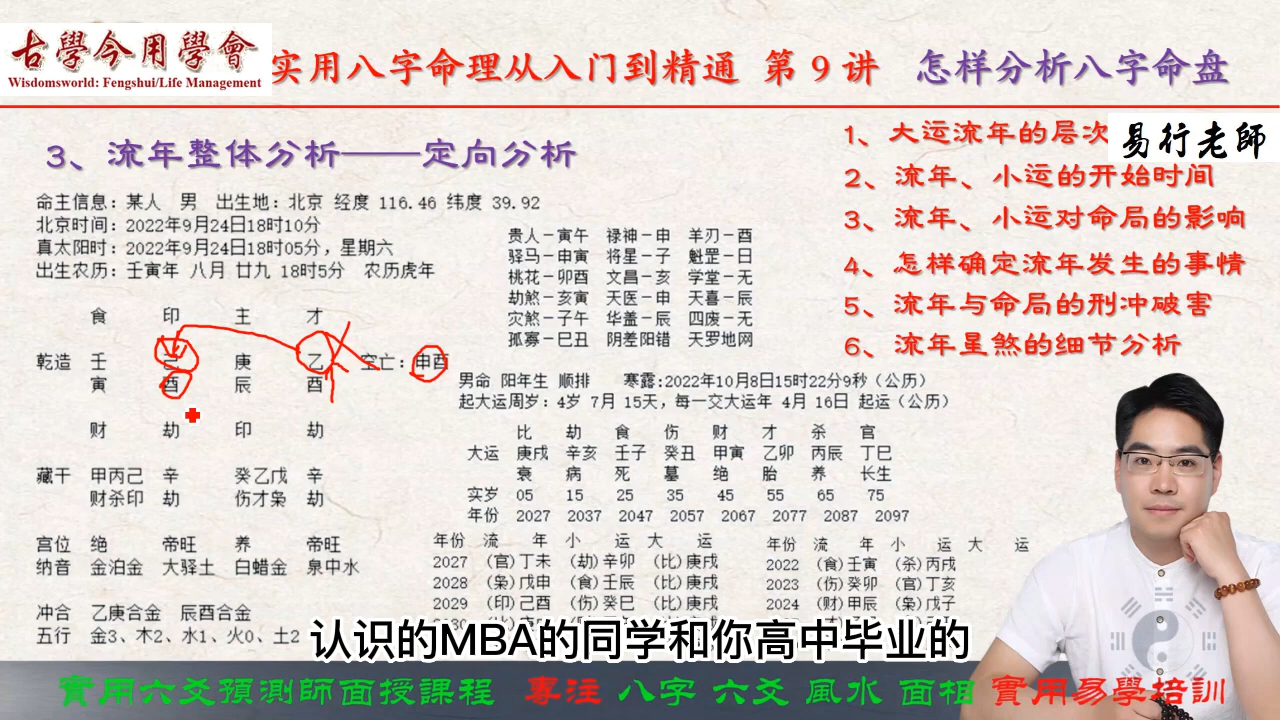 古學今用學會
Wisdomsworld: Fengshui/Life Management
实用八字命理从入门到精通 第 9 讲 怎样分析八字命盘
3、流年整体分析——定向分析
1、大运流年的层次
易行老師
2、流年、小运的开始时间
3、流年、小运对命局的影响
4、怎样确定流年发生的事情
5、流年与命局的刑冲破害
6、流年星煞的细节分析
命主信息：某人 男 出生地：北京 经度 116.46 纬度 39.92
北京时间：2022年9月24日18时10分
真太阳时：2022年9月24日18时05分，星期六
出生农历：壬寅年 八月 廿九 18时5分 农历虎年
贵人－寅午 禄神－申 羊刃－酉
驿马－申寅 将星－子 魁罡－日
桃花－卯酉 文昌－亥 学堂－无
劫煞－亥寅 天医－申 天喜－辰
灾煞－子午 华盖－辰 四废－无
孤寡－巳丑 阴差阳错 天罗地网
食 印 主 才
乾造 壬 己 庚 乙 空亡：申酉
寅 酉 辰 酉
财 劫 印 劫
藏干 甲丙己 辛 癸乙戊 辛
财杀印 劫 伤才枭 劫
宫位 绝 帝旺 养 帝旺
纳音 金泊金 大驿土 白蜡金 泉中水
冲合 乙庚合金 辰酉合金
五行 金3、木2、水1、火0、土2
男命 阳年生 顺排 寒露:2022年10月8日15时22分9秒（公历）
起大运周岁：4岁 7月 15天，每一交大运年 4月 16日 起运（公历）
比 劫 食 伤 财 才 杀 官
大运 庚戌 辛亥 壬子 癸丑 甲寅 乙卯 丙辰 丁巳
衰 病 死 墓 绝 胎 养 长生
实岁 05 15 25 35 45 55 65 75
年份 2027 2037 2047 2057 2067 2077 2087 2097
年份 流 年 小 运 大 运
2027 （官）丁未 （劫）辛卯 （比）庚戌
2028 （枭）戊申 （食）壬辰 （比）庚戌
2029 （印）己酉 （伤）癸巳 （比）庚戌
年份 流 年 小 运 大 运
2022 （食）壬寅 （杀）丙戌
2023 （伤）癸卯 （官）丁亥
2024 （财）甲辰 （枭）戊子
认识的MBA的同学和你高中毕业的
實用六爻預測師面授課程 專注 八字 六爻 風水 面相 實用易學培訓